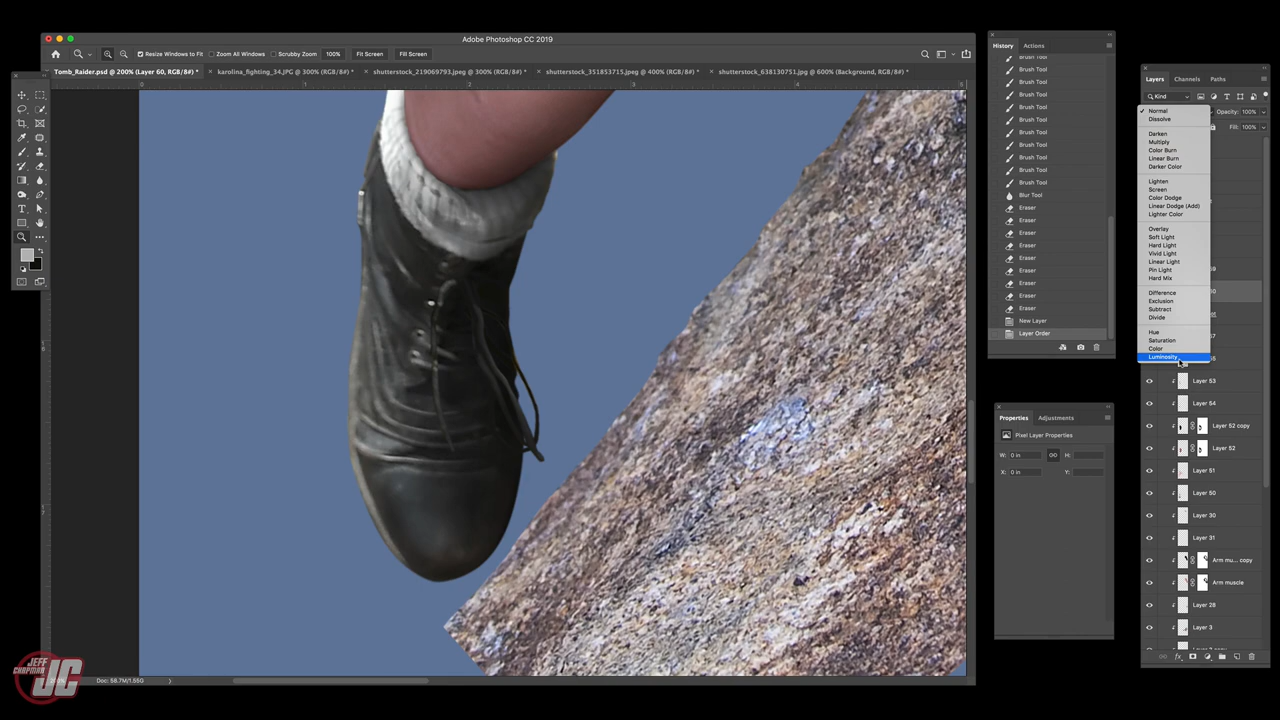 Adobe Photoshop CC 2019
Resize Windows to Fit
Zoom All Windows
Scrubby Zoom
100%
Fit Screen
Fill Screen
Tomb_Raider.psd @ 200% (Layer 60, RGB/8#) *
karolina_fighting_34.JPG @ 300% (RGB/8#) *
shutterstock_219069793.jpeg @ 300% (RGB/8#) *
shutterstock_351853715.jpeg @ 400% (RGB/8#) *
shutterstock_638130751.jpg @ 600% (Background, RGB/8#) *
0
1
2
3
4
History
Actions
Brush Tool
Brush Tool
Brush Tool
Brush Tool
Brush Tool
Brush Tool
Brush Tool
Brush Tool
Brush Tool
Brush Tool
Brush Tool
Blur Tool
Eraser
Eraser
Eraser
Eraser
Eraser
Eraser
Eraser
Eraser
Eraser
New Layer
Layer Order
Properties
Adjustments
Pixel Layer Properties
W: 0 in
H:
X: 0 in
Y:
Layers
Channels
Paths
Kind
Opacity: 100%
Fill: 100%
Normal
Dissolve
Darken
Multiply
Color Burn
Linear Burn
Darker Color
Lighten
Screen
Color Dodge
Linear Dodge (Add)
Lighter Color
Overlay
Soft Light
Hard Light
Vivid Light
Linear Light
Pin Light
Hard Mix
Difference
Exclusion
Subtract
Divide
Hue
Saturation
Color
Luminosity
Layer 53
Layer 54
Layer 52 copy
Layer 52
Layer 51
Layer 50
Layer 30
Layer 31
Arm mu... copy
Arm muscle
Layer 28
Layer 3
Doc: 58.7M/1.55G
JEFF
CHAPMAN
JC